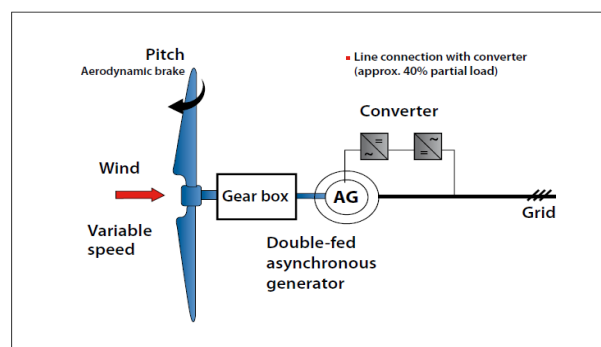 Pitch
Aerodynamic brake
Line connection with converter
(approx. 40% partial load)
Converter
=
~
~
=
Wind
Gear box
AG
Grid
Variable
speed
Double-fed
asynchronous
generator